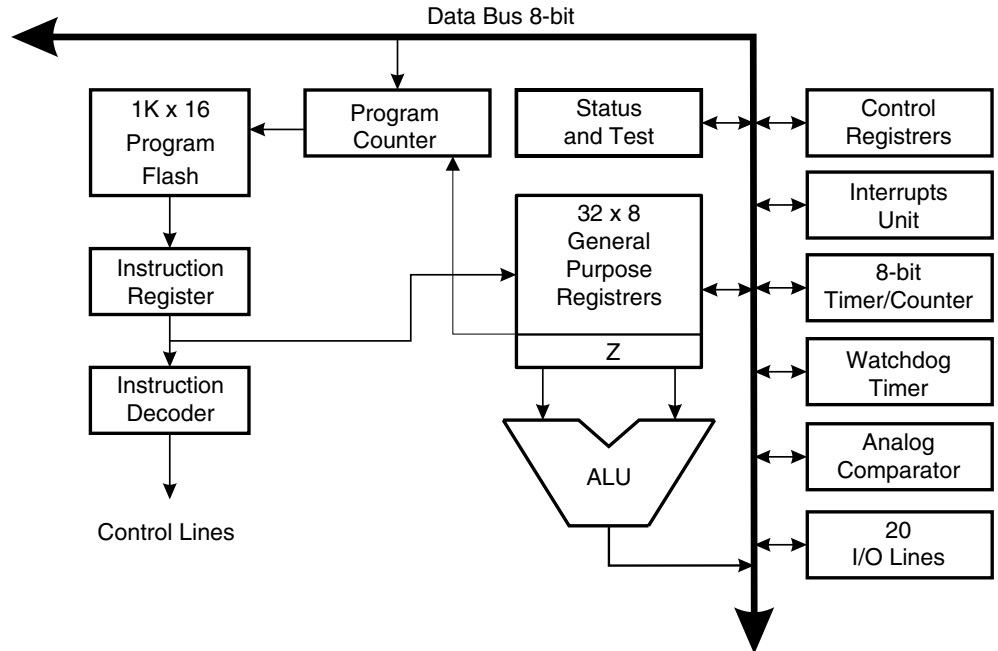 Data Bus 8-bit
1K x 16
Program
Flash
Program
Counter
Status
and Test
Control
Registrers
Interrupts
Unit
32 x 8
General
Purpose
Registrers
Z
Instruction
Register
8-bit
Timer/Counter
Instruction
Decoder
Watchdog
Timer
ALU
Analog
Comparator
Control Lines
20
I/O Lines